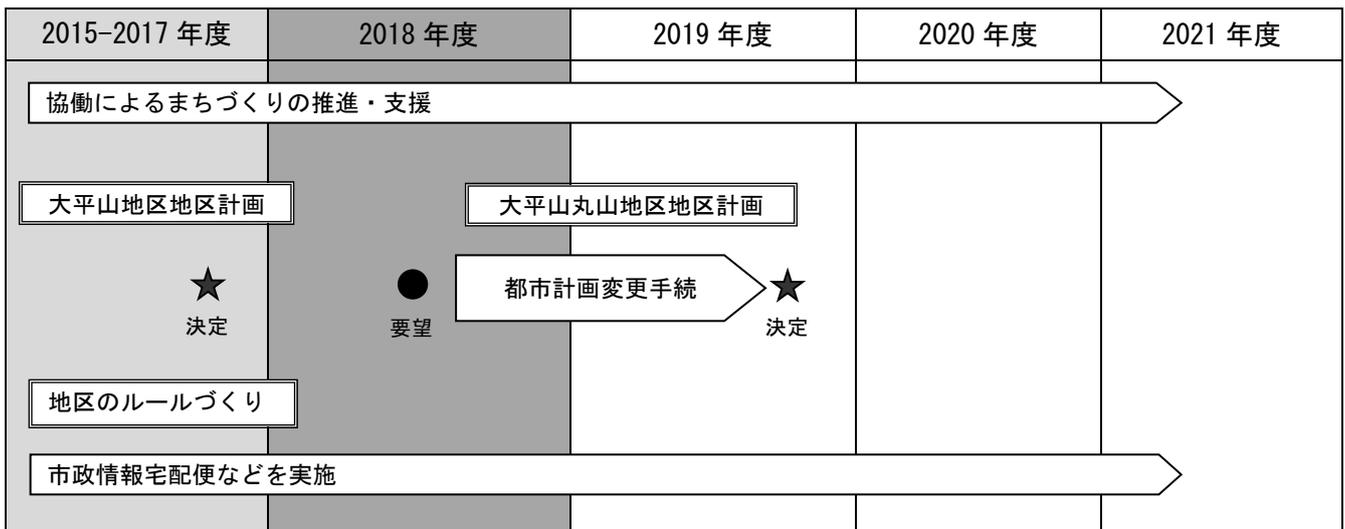 2015-2017 年度
2018 年度
2019 年度
2020 年度
2021 年度
協働によるまちづくりの推進・支援
大平山地区地区計画
大平山丸山地区地区計画
都市計画変更手続
決定
要望
決定
地区のルールづくり
市政情報宅配便などを実施